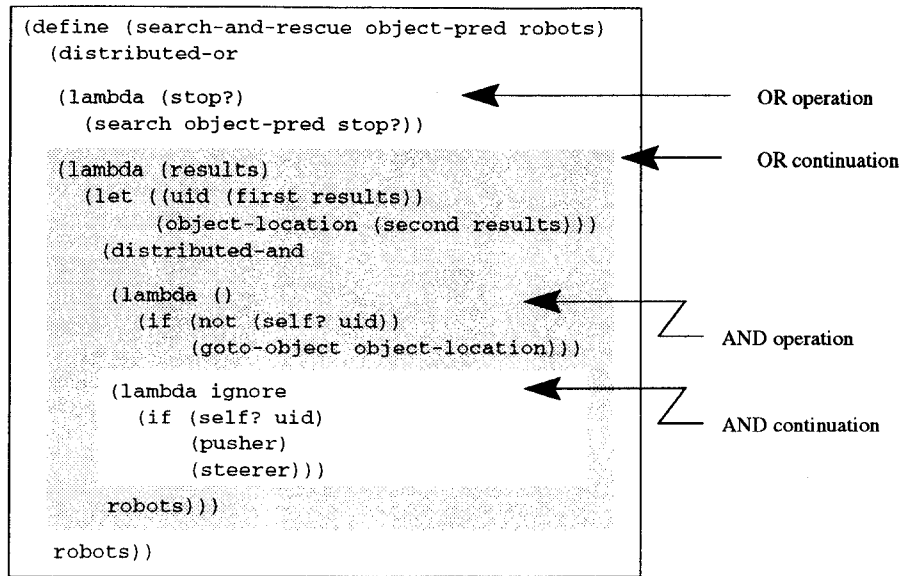 (define (search-and-rescue object-pred robots)
(distributed-or
(lambda (stop?)
(search object-pred stop?))
OR operation
(lambda (results)
OR continuation
(let ((uid (first results))
(object-location (second results)))
(distributed-and
(lambda ()
(if (not (self? uid))
(goto-object object-location)))
AND operation
(lambda ignore
(if (self? uid)
(pusher)
(steerer)))
AND continuation
robots)))
robots))